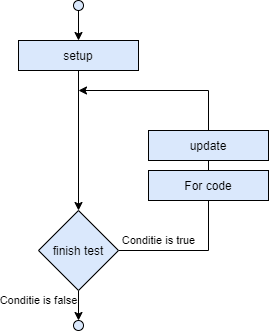 setup
update
For code
finish test
Conditie is true
Conditie is false